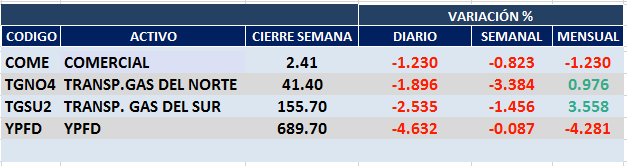 VARIACIÓN %
CODIGO ACTIVO CIERRE SEMANA DIARIO SEMANAL MENSUAL
COME COMERCIAL 2.41 -1.230 -0.823 -1.230
TGNO4 TRANSP.GAS DEL NORTE 41.40 -1.896 -3.384 0.976
TGSU2 TRANSP. GAS DEL SUR 155.70 -2.535 -1.456 3.558
YPFD YPFD 689.70 -4.632 -0.087 -4.281